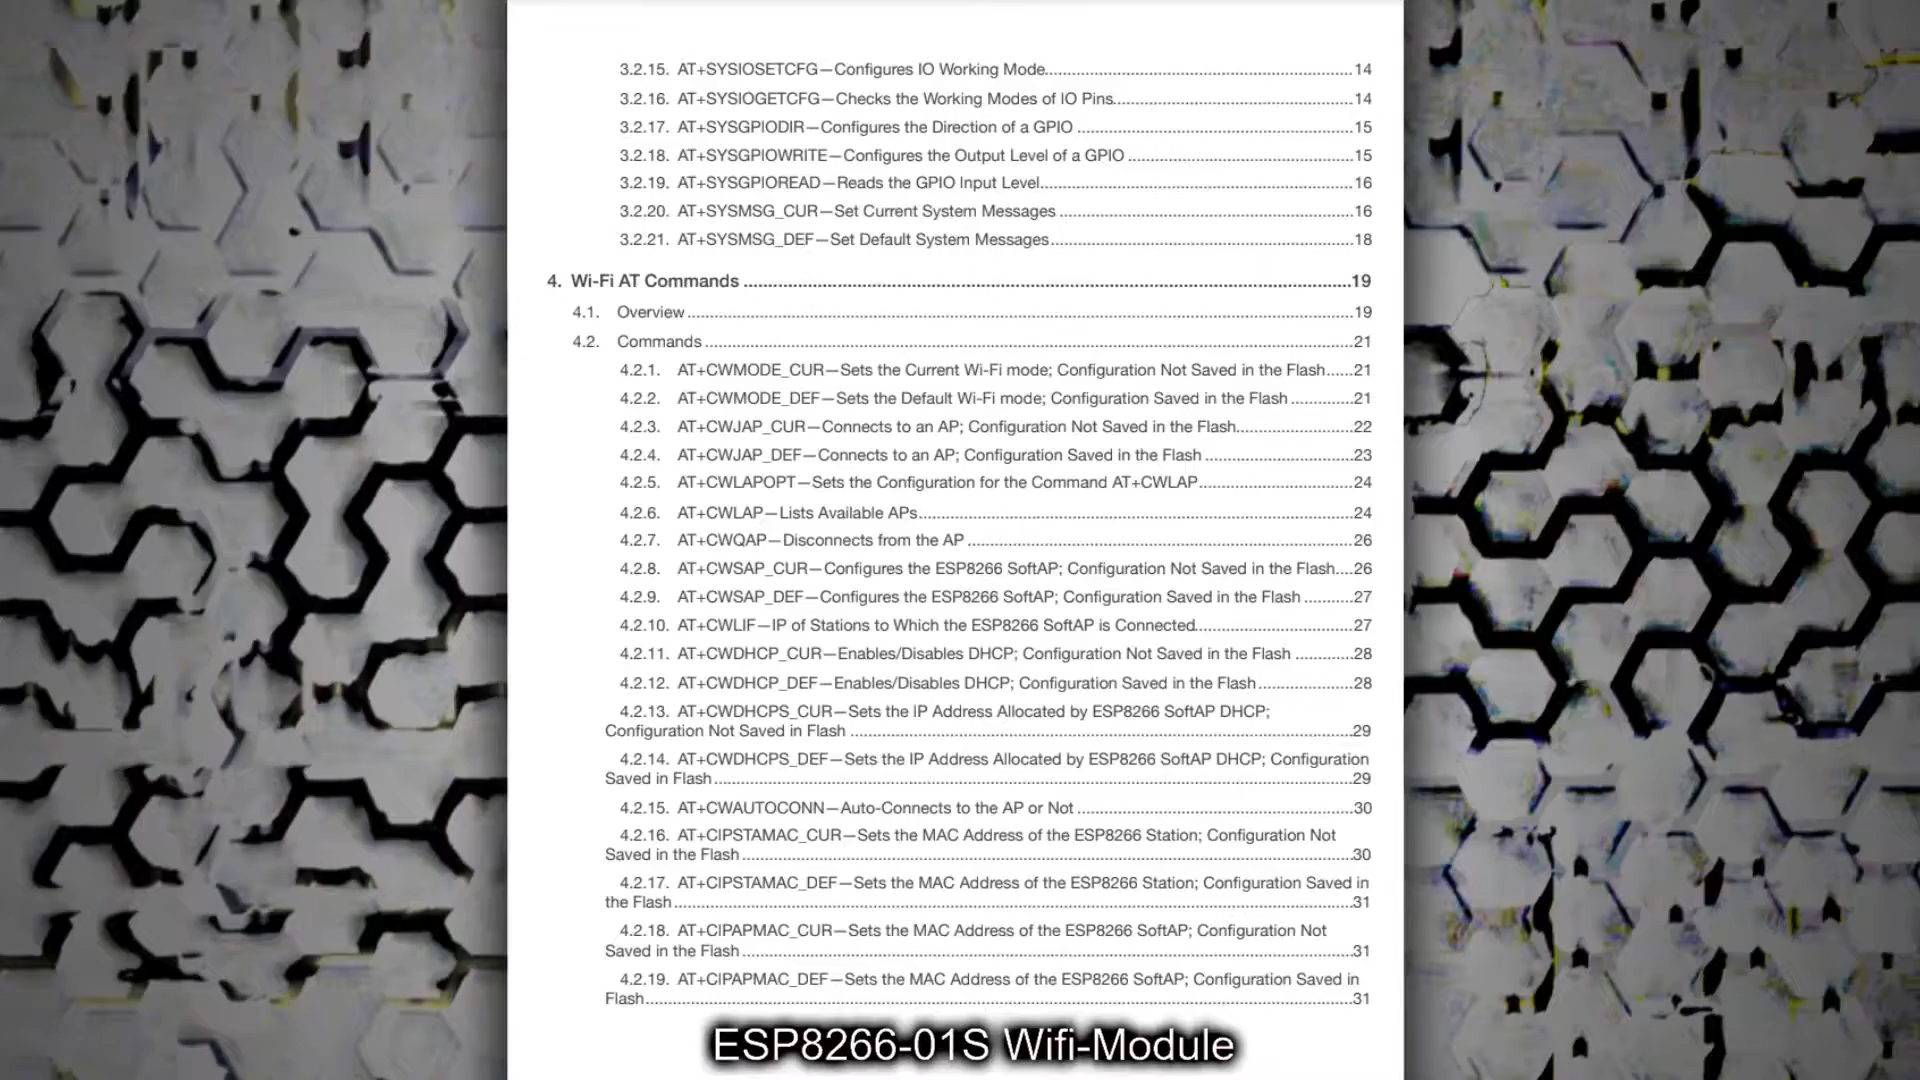 3.2.15. AT+SYSIOSETCFG—Configures IO Working Mode....................14
3.2.16. AT+SYSIOGETCFG—Checks the Working Modes of IO Pins....................14
3.2.17. AT+SYSGPIODIR—Configures the Direction of a GPIO ....................15
3.2.18. AT+SYSGPIOWRITE—Configures the Output Level of a GPIO ....................15
3.2.19. AT+SYSGPIOREAD—Reads the GPIO Input Level....................16
3.2.20. AT+SYSMSG_CUR—Set Current System Messages ....................16
3.2.21. AT+SYSMSG_DEF—Set Default System Messages....................18
4. Wi-Fi AT Commands ....................19
4.1. Overview ....................19
4.2. Commands ....................21
4.2.1. AT+CWMODE_CUR—Sets the Current Wi-Fi mode; Configuration Not Saved in the Flash......21
4.2.2. AT+CWMODE_DEF—Sets the Default Wi-Fi mode; Configuration Saved in the Flash .............21
4.2.3. AT+CWJAP_CUR—Connects to an AP; Configuration Not Saved in the Flash....................22
4.2.4. AT+CWJAP_DEF—Connects to an AP; Configuration Saved in the Flash ....................23
4.2.5. AT+CWLAPOPT—Sets the Configuration for the Command AT+CWLAP....................24
4.2.6. AT+CWLAP—Lists Available APs....................24
4.2.7. AT+CWQAP—Disconnects from the AP ....................26
4.2.8. AT+CWSAP_CUR—Configures the ESP8266 SoftAP; Configuration Not Saved in the Flash....26
4.2.9. AT+CWSAP_DEF—Configures the ESP8266 SoftAP; Configuration Saved in the Flash ..........27
4.2.10. AT+CWLIF—IP of Stations to Which the ESP8266 SoftAP is Connected....................27
4.2.11. AT+CWDHCP_CUR—Enables/Disables DHCP; Configuration Not Saved in the Flash ............28
4.2.12. AT+CWDHCP_DEF—Enables/Disables DHCP; Configuration Saved in the Flash ....................28
4.2.13. AT+CWDHCPS_CUR—Sets the IP Address Allocated by ESP8266 SoftAP DHCP;
Configuration Not Saved in Flash ....................29
4.2.14. AT+CWDHCPS_DEF—Sets the IP Address Allocated by ESP8266 SoftAP DHCP; Configuration
Saved in Flash ....................29
4.2.15. AT+CWAUTOCONN—Auto-Connects to the AP or Not ....................30
4.2.16. AT+CIPSTAMAC_CUR—Sets the MAC Address of the ESP8266 Station; Configuration Not
Saved in the Flash ....................30
4.2.17. AT+CIPSTAMAC_DEF—Sets the MAC Address of the ESP8266 Station; Configuration Saved in
the Flash ....................31
4.2.18. AT+CIPAPMAC_CUR—Sets the MAC Address of the ESP8266 SoftAP; Configuration Not
Saved in the Flash ....................31
4.2.19. AT+CIPAPMAC_DEF—Sets the MAC Address of the ESP8266 SoftAP; Configuration Saved in
Flash....................31
ESP8266-01S Wifi-Module